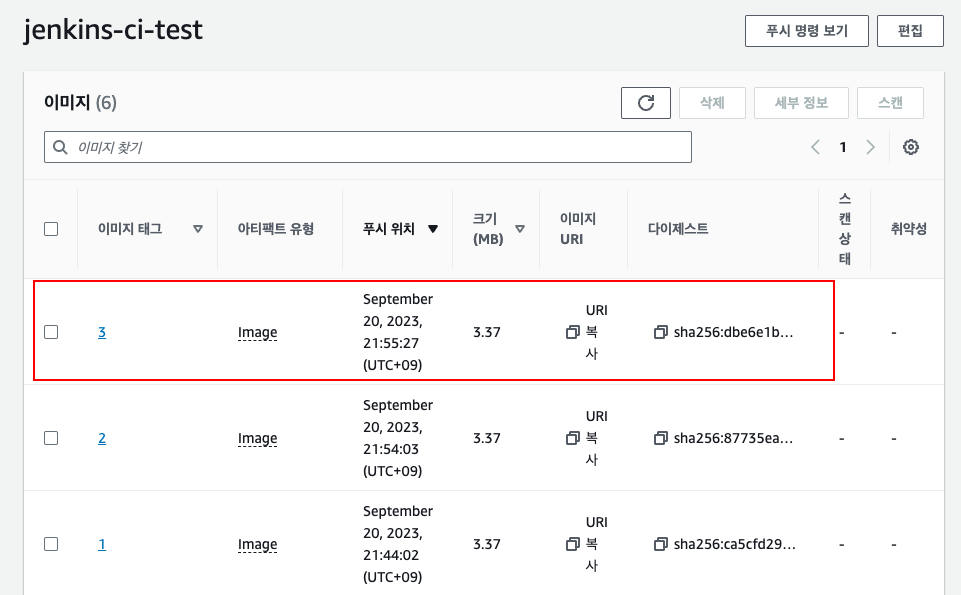 jenkins-ci-test
푸시 명령 보기
편집
이미지 (6)
삭제
세부 정보
스캔
이미지 찾기
1
이미지 태그
아티팩트 유형
푸시 위치
크기
(MB)
이미지
URI
다이제스트
스
캔
상
태
취약성
3
Image
September
20, 2023,
21:55:27
(UTC+09)
3.37
URI
복
사
sha256:dbe6e1b...
-
-
2
Image
September
20, 2023,
21:54:03
(UTC+09)
3.37
URI
복
사
sha256:87735ea...
-
-
1
Image
September
20, 2023,
21:44:02
(UTC+09)
3.37
URI
복
사
sha256:ca5cfd29...
-
-